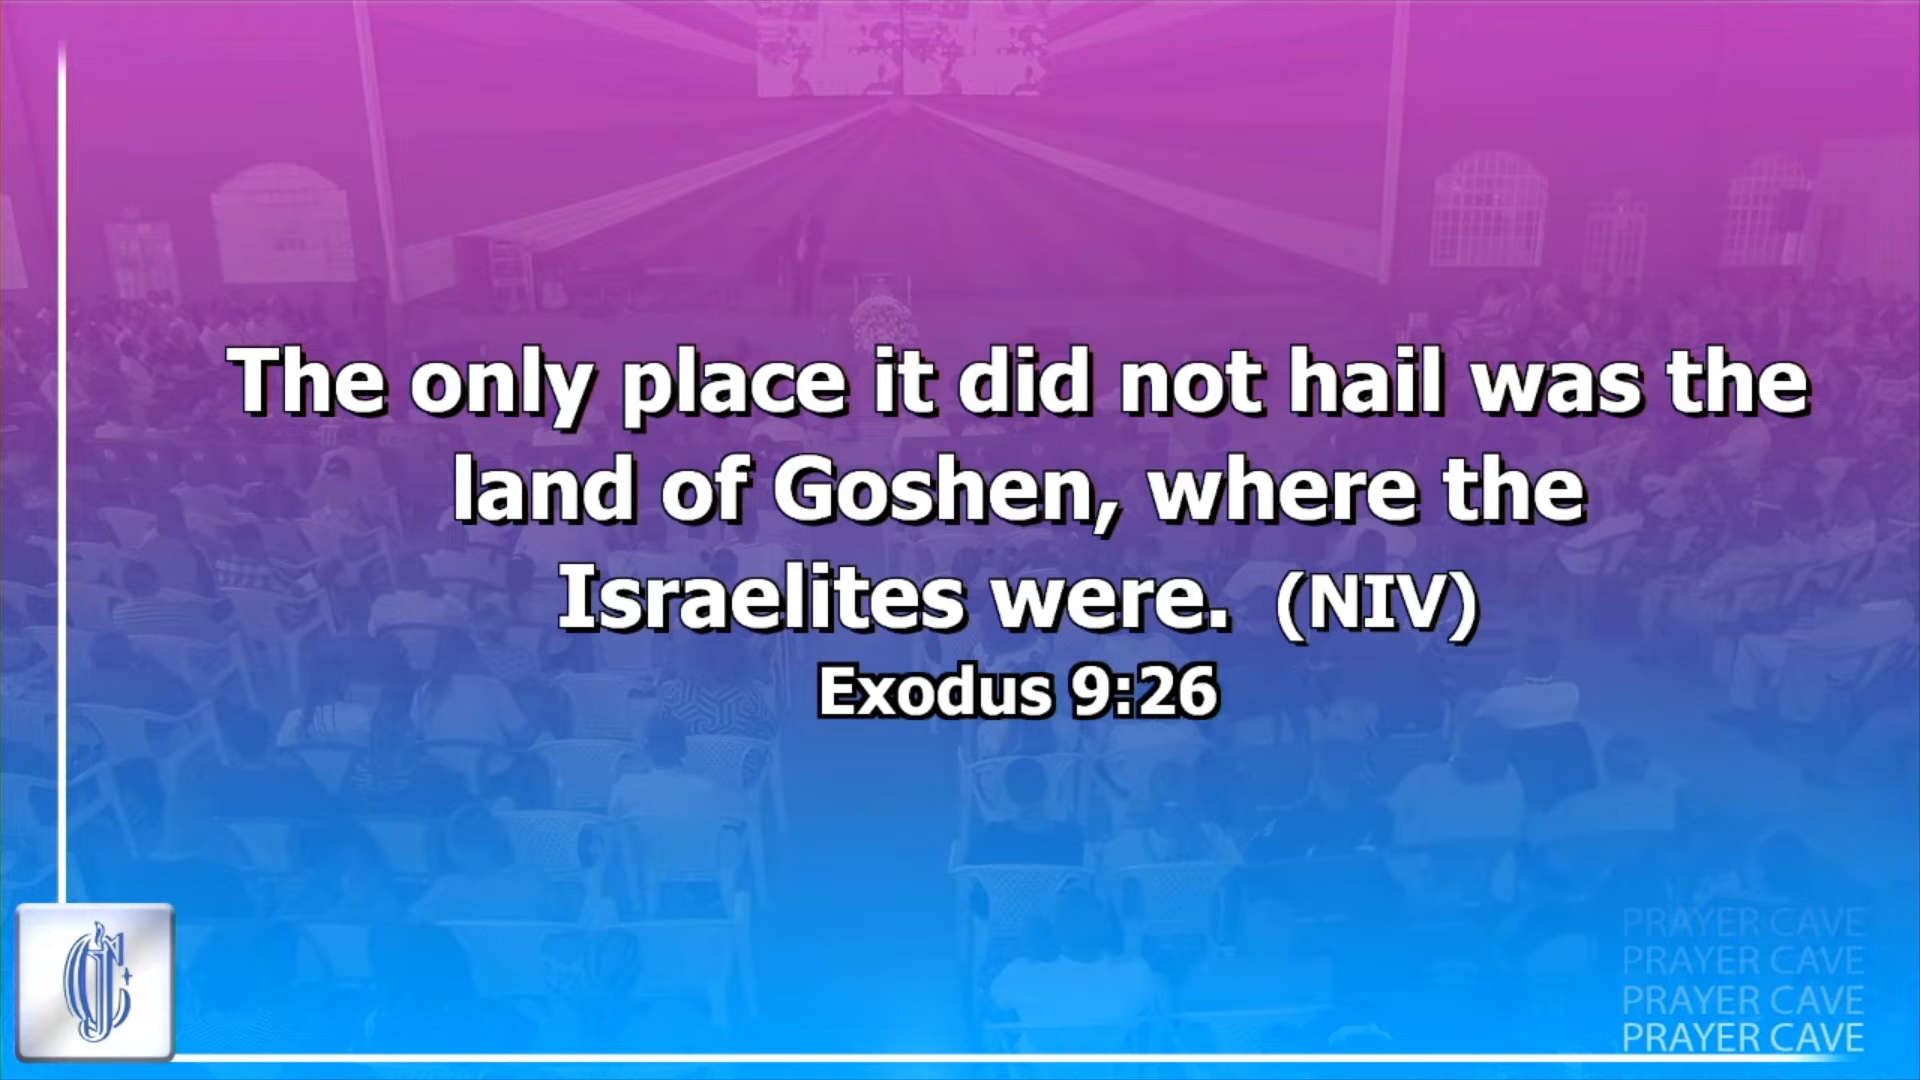 The only place it did not hail was the
land of Goshen, where the
Israelites were. (NIV)
Exodus 9:26
PRAYER CAVE
PRAYER CAVE
PRAYER CAVE
PRAYER CAVE